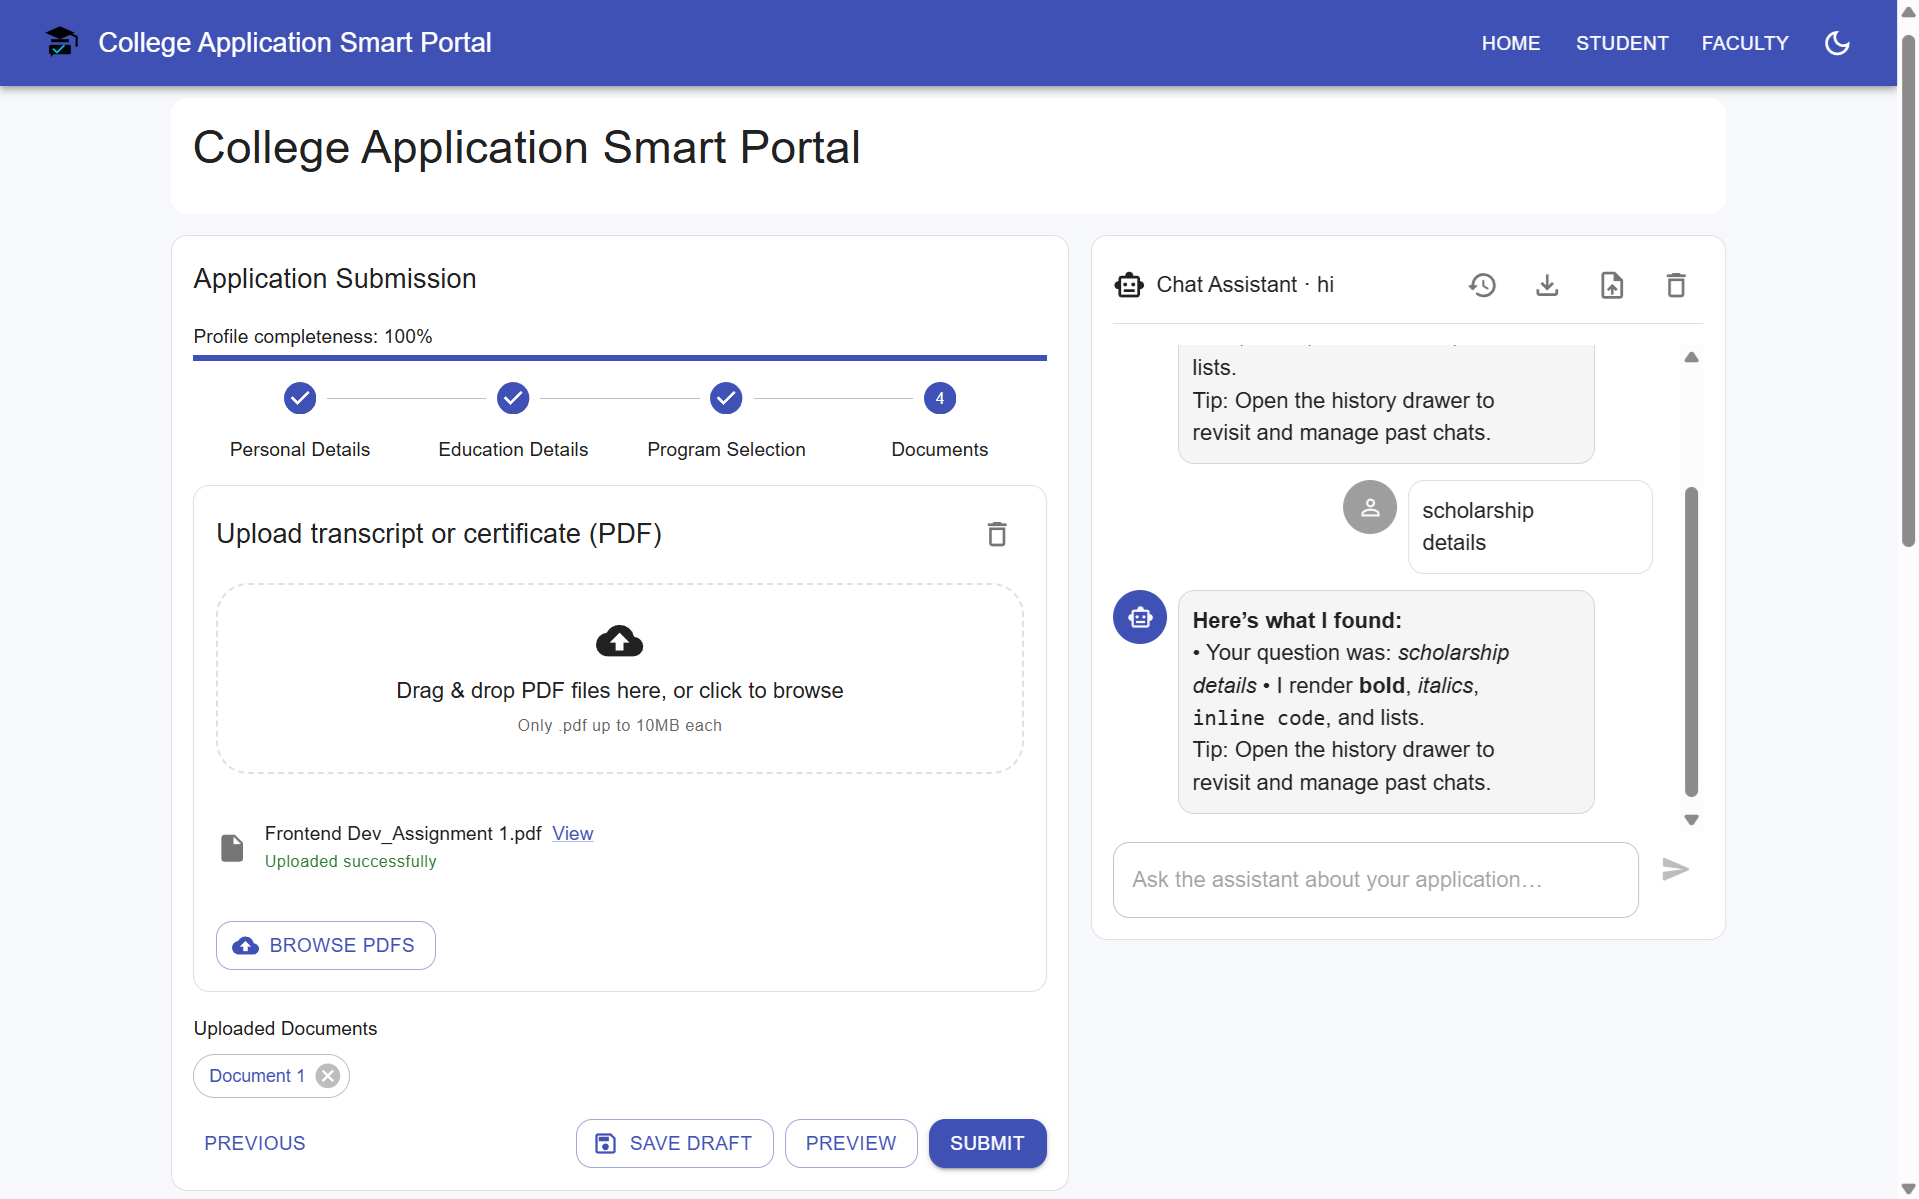 College Application Smart Portal
HOME
STUDENT
FACULTY
College Application Smart Portal
Application Submission
Profile completeness: 100%
4
Personal Details
Education Details
Program Selection
Documents
Upload transcript or certificate (PDF)
Drag & drop PDF files here, or click to browse
Only .pdf up to 10MB each
Frontend Dev_Assignment 1.pdf View
Uploaded successfully
BROWSE PDFS
Uploaded Documents
Document 1
PREVIOUS
SAVE DRAFT
PREVIEW
SUBMIT
Chat Assistant · hi
lists.
Tip: Open the history drawer to
revisit and manage past chats.
scholarship
details
Here’s what I found:
• Your question was: scholarship
details • I render bold, italics,
inline code, and lists.
Tip: Open the history drawer to
revisit and manage past chats.
Ask the assistant about your application…